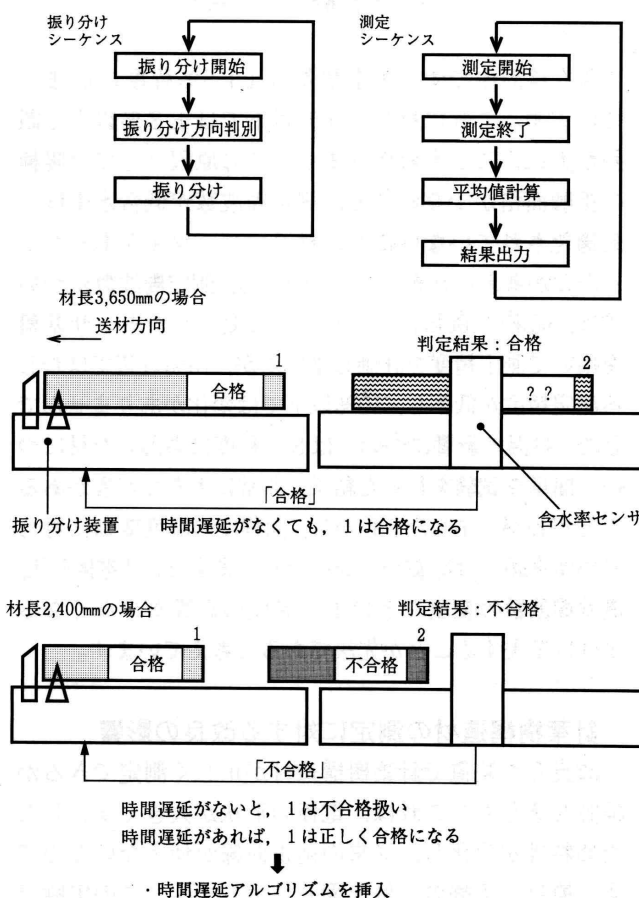 振り分け
シーケンス
振り分け開始
振り分け方向判別
振り分け
測定
シーケンス
測定開始
測定終了
平均値計算
結果出力
材長3,650mmの場合
送材方向
判定結果：合格
1
合格
2
? ?
「合格」
振り分け装置
時間遅延がなくても，1は合格になる
含水率センサ
材長2,400mmの場合
判定結果：不合格
1
合格
2
不合格
「不合格」
時間遅延がないと，1は不合格扱い
時間遅延があれば，1は正しく合格になる
・時間遅延アルゴリズムを挿入